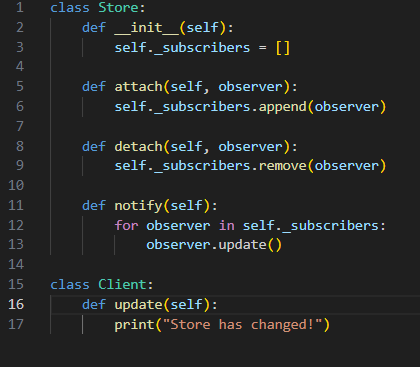 1 class Store:
2     def __init__(self):
3         self._subscribers = []
4
5     def attach(self, observer):
6         self._subscribers.append(observer)
7
8     def detach(self, observer):
9         self._subscribers.remove(observer)
10
11     def notify(self):
12         for observer in self._subscribers:
13             observer.update()
14
15 class Client:
16     def update(self):
17         print("Store has changed!")